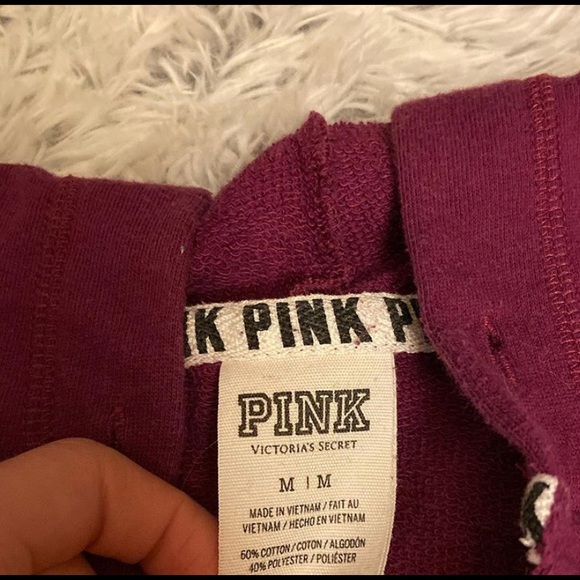 K PINK P
PINK
VICTORIA'S SECRET
M | M
MADE IN VIETNAM / FAIT AU
VIETNAM / HECHO EN VIETNAM
60% COTTON / COTON / ALGODÓN
40% POLYESTER / POLIÉSTER